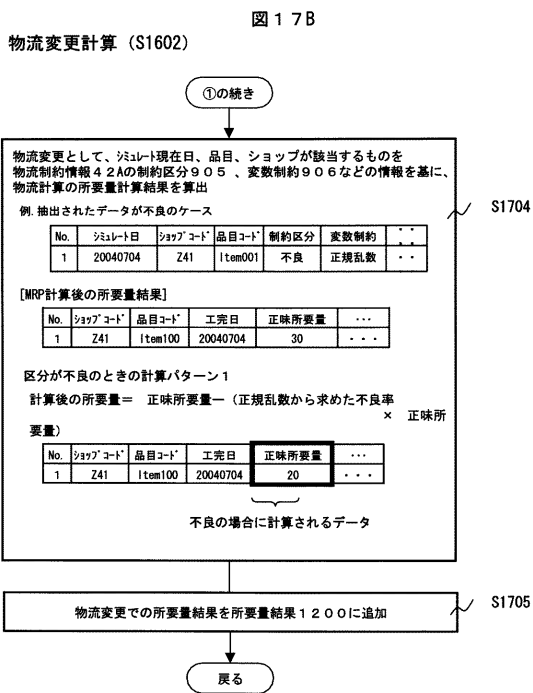 図１７B
物流変更計算（S1602）
①の続き
物流変更として、ｼﾐｭﾚｰﾄ現在日、品目、ショップが該当するものを
物流制約情報４２Aの制約区分９０５ 、変数制約９０６などの情報を基に、
物流計算の所要量計算結果を算出
S1704
例．抽出されたデータが不良のケース
No. ｼﾐｭﾚｰﾄ日 ｼｮｯﾌﾟｺｰﾄﾞ 品目ｺｰﾄﾞ 制約区分 変数制約 ・・
1 20040704 Z41 Item001 不良 正規乱数 ・・
[MRP計算後の所要量結果]
No. ｼｮｯﾌﾟｺｰﾄﾞ 品目ｺｰﾄﾞ 工完日 正味所要量 ・・・
1 Z41 Item100 20040704 30 ・・・
区分が不良のときの計算パターン１
計算後の所要量＝ 正味所要量ー（正規乱数から求めた不良率
× 正味所
要量）
No. ｼｮｯﾌﾟｺｰﾄﾞ 品目ｺｰﾄﾞ 工完日 正味所要量 ・・・
1 Z41 Item100 20040704 20 ・・・
不良の場合に計算されるデータ
物流変更での所要量結果を所要量結果１２００に追加
S1705
戻る